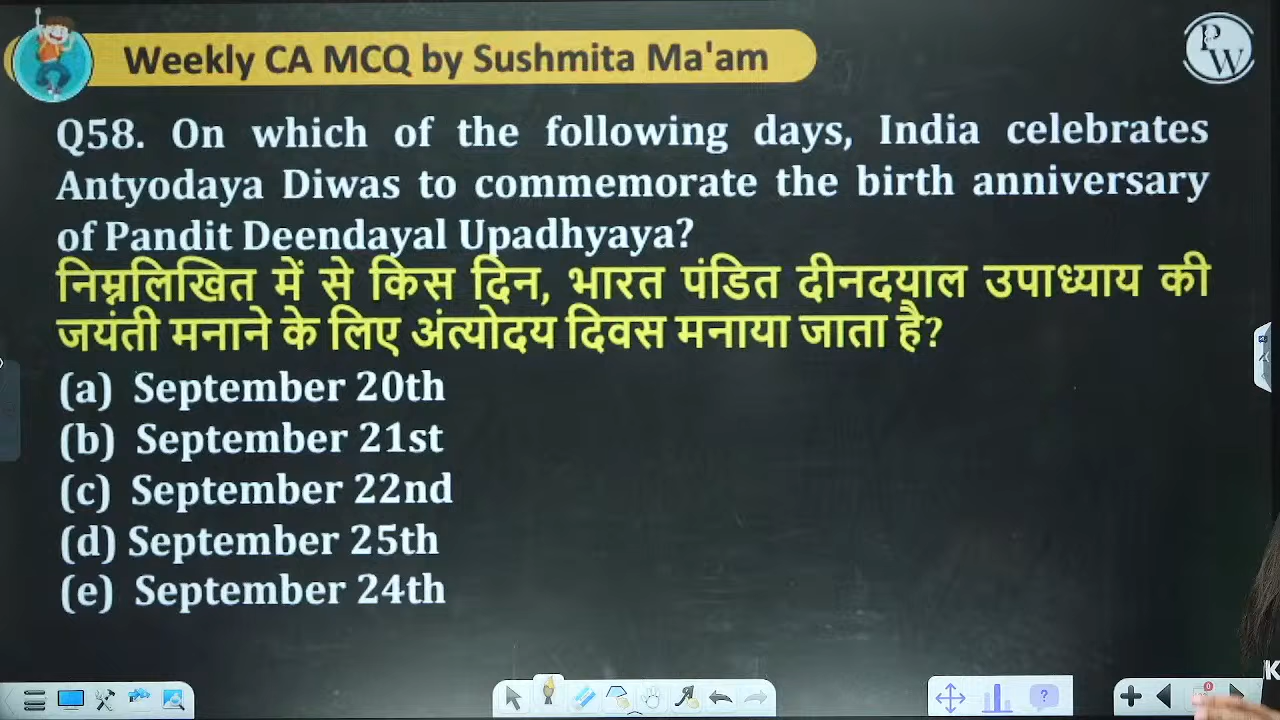 Weekly CA MCQ by Sushmita Ma'am
PW
Q58. On which of the following days, India celebrates
Antyodaya Diwas to commemorate the birth anniversary
of Pandit Deendayal Upadhyaya?
निम्नलिखित में से किस दिन, भारत पंडित दीनदयाल उपाध्याय की
जयंती मनाने के लिए अंत्योदय दिवस मनाया जाता है?
(a) September 20th
(b) September 21st
(c) September 22nd
(d) September 25th
(e) September 24th
K